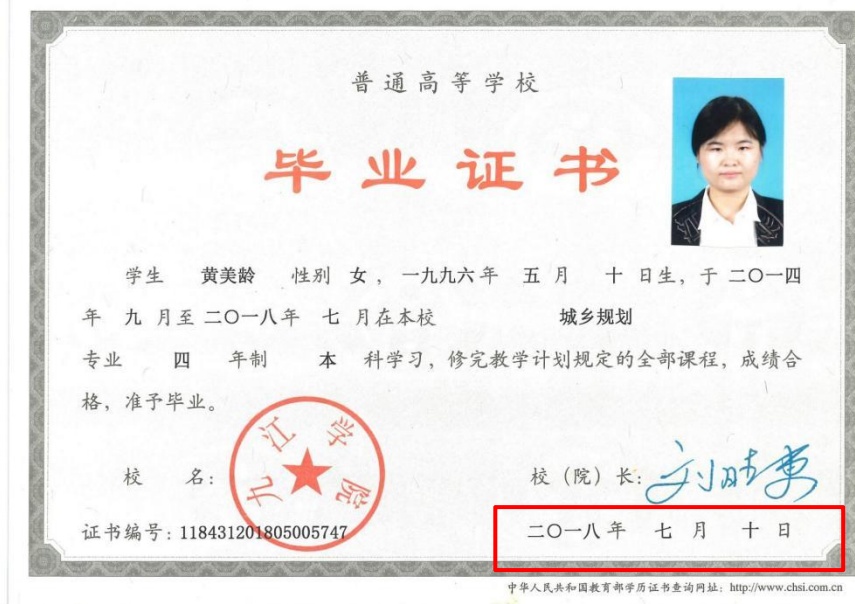 普通高等学校
毕业证书
学生 黄美龄 性别 女，一九九六年 五 月 十 日生，于 二〇一四
年 九 月至 二〇一八年 七 月在本校 城乡规划
专业 四 年制 本 科学习，修完教学计划规定的全部课程，成绩合
格，准予毕业。
九江学院
校 名： 校（院）长：
证书编号：118431201805005747 二〇一八 年 七 月 十 日
中华人民共和国教育部学历证书查询网址：http://www.chsi.com.cn